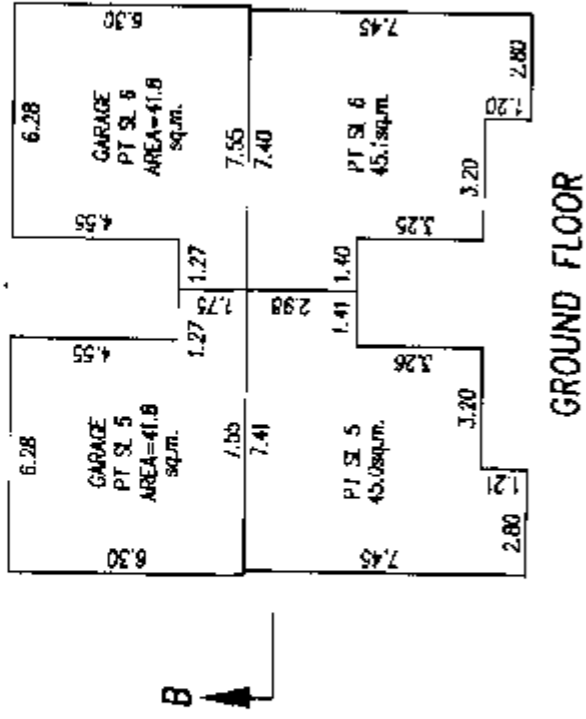 6.30
7.45
6.28
GARAGE
PT SL 6
AREA=41.8
sq.m.
7.55
7.40
PT SL 6
45.1sq.m.
2.80
1.20
3.20
4.55
1.27
1.40
3.25
1.75
2.98
4.55
1.27
1.41
3.26
6.28
GARAGE
PT SL 5
AREA=41.8
sq.m.
7.55
7.41
PT SL 5
45.0sq.m.
3.20
1.21
2.80
6.30
7.45
B
GROUND FLOOR